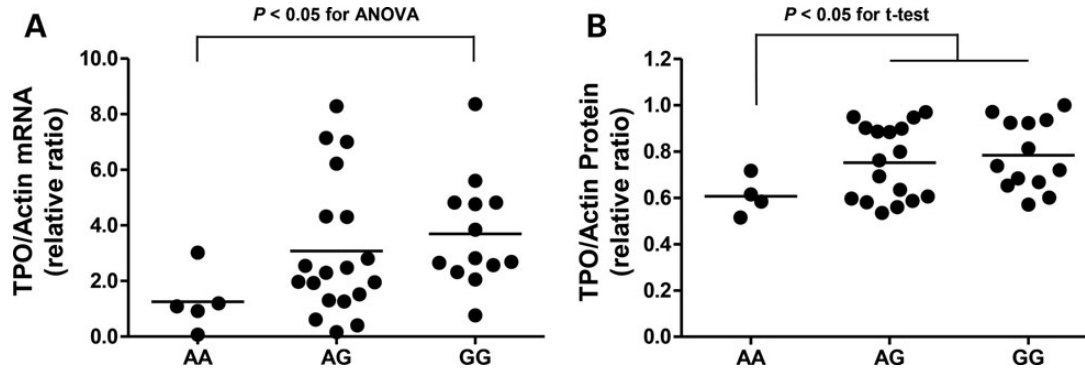 A
P < 0.05 for ANOVA
TPO/Actin mRNA
(relative ratio)
10.0
8.0
6.0
4.0
2.0
0.0
AA AG GG
B
P < 0.05 for t-test
TPO/Actin Protein
(relative ratio)
1.2
1.0
0.8
0.6
0.4
0.2
0.0
AA AG GG